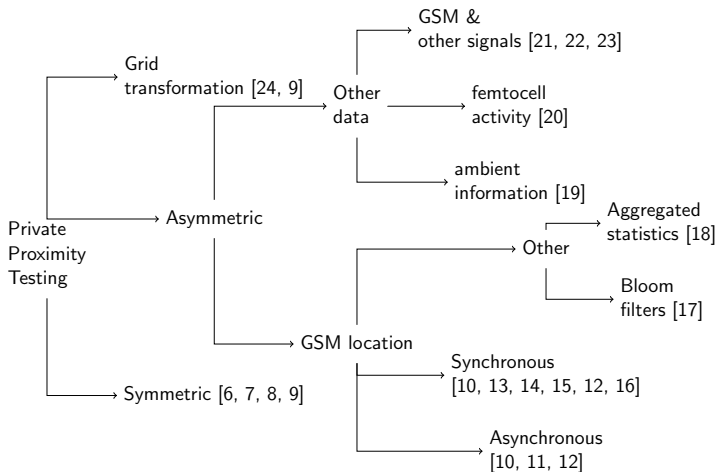 GSM &
other signals [21, 22, 23]
Grid
transformation [24, 9]
Other
data
femtocell
activity [20]
ambient
information [19]
Asymmetric
Private
Proximity
Testing
Aggregated
statistics [18]
Other
Bloom
filters [17]
GSM location
Synchronous
[10, 13, 14, 15, 12, 16]
Symmetric [6, 7, 8, 9]
Asynchronous
[10, 11, 12]